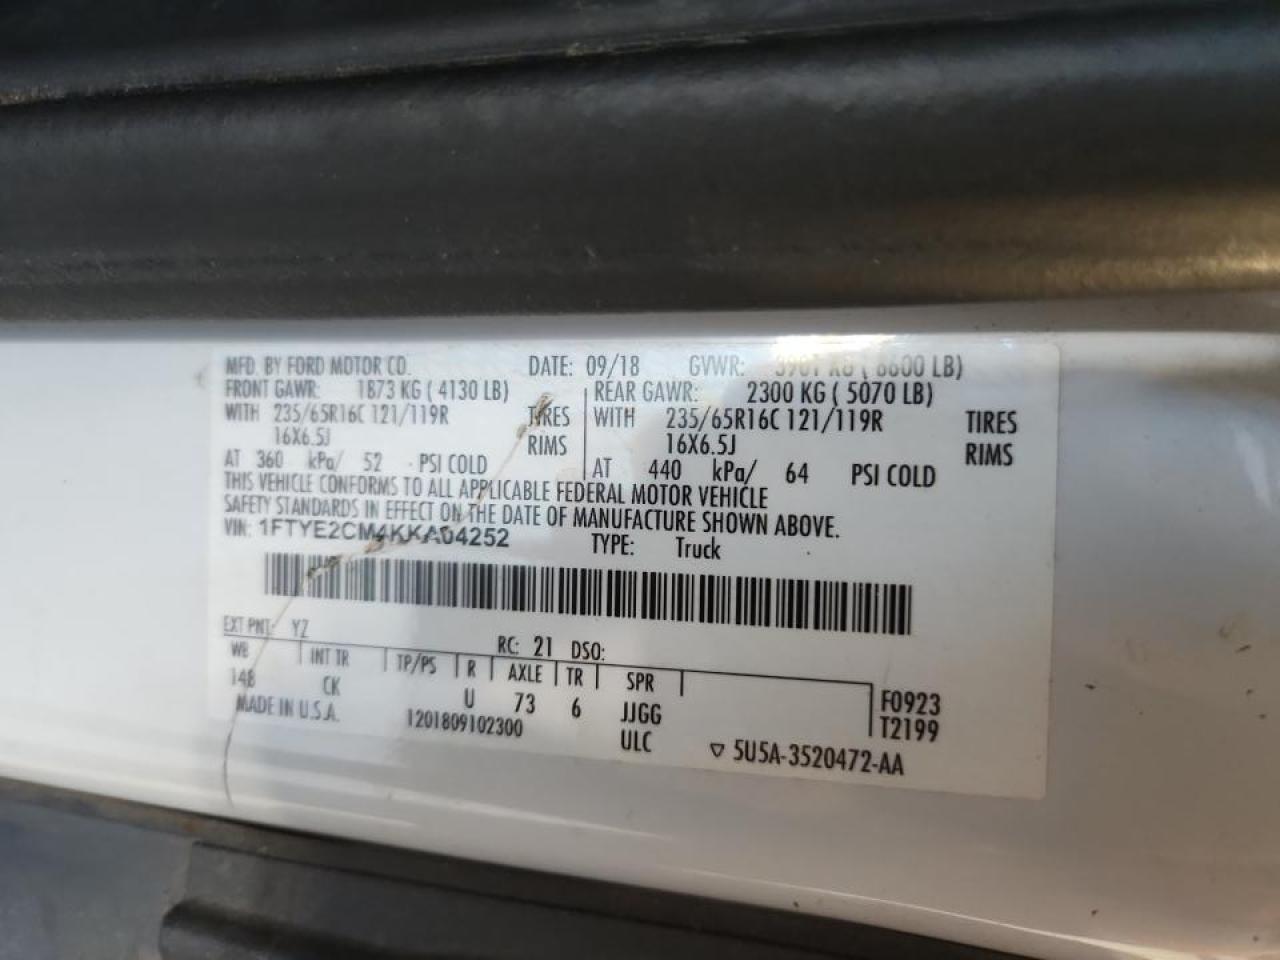 MFD. BY FORD MOTOR CO. DATE: 09/18 GVWR: 3901 KG ( 8600 LB)
FRONT GAWR: 1873 KG ( 4130 LB) REAR GAWR: 2300 KG ( 5070 LB)
WITH 235/65R16C 121/119R TIRES WITH 235/65R16C 121/119R TIRES
16X6.5J RIMS 16X6.5J RIMS
AT 360 kPa/ 52 PSI COLD AT 440 kPa/ 64 PSI COLD
THIS VEHICLE CONFORMS TO ALL APPLICABLE FEDERAL MOTOR VEHICLE
SAFETY STANDARDS IN EFFECT ON THE DATE OF MANUFACTURE SHOWN ABOVE.
VIN: 1FTYE2CM4KKA04252 TYPE: Truck
EXT PNT: YZ RC: 21 DSO:
WB INT TR TP/PS R AXLE TR SPR
148 CK U 73 6 JJGG F0923
MADE IN U.S.A. 1201809102300 ULC T2199
▽ 5U5A-3520472-AA